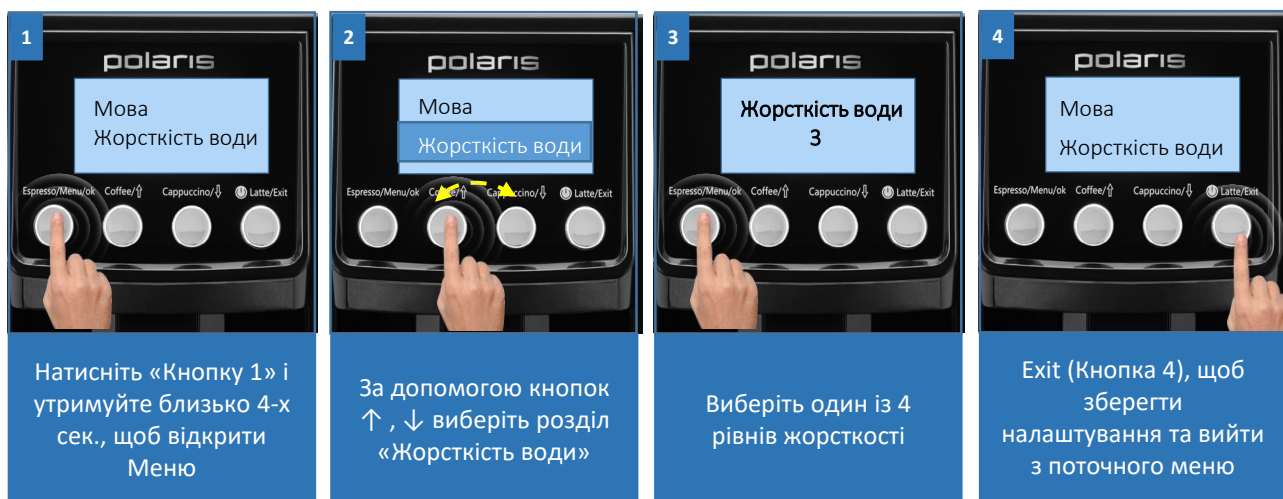 1
polaris
Мова
Жорсткість води
Espresso/Menu/ok Coffee/⇧ Cappuccino/⇩ Latte/Exit
Натисніть «Кнопку 1» і
утримуйте близько 4-х
сек., щоб відкрити
Меню
2
polaris
Мова
Жорсткість води
Espresso/Menu/ok Coffee/⇧ Cappuccino/⇩ Latte/Exit
За допомогою кнопок
↑ , ↓ виберіть розділ
«Жорсткість води»
3
polaris
Жорсткість води
3
Espresso/Menu/ok Coffee/⇧ Cappuccino/⇩ Latte/Exit
Виберіть один із 4
рівнів жорсткості
4
polaris
Мова
Жорсткість води
Espresso/Menu/ok Coffee/⇧ Cappuccino/⇩ Latte/Exit
Exit (Кнопка 4), щоб
зберегти
налаштування та вийти
з поточного меню